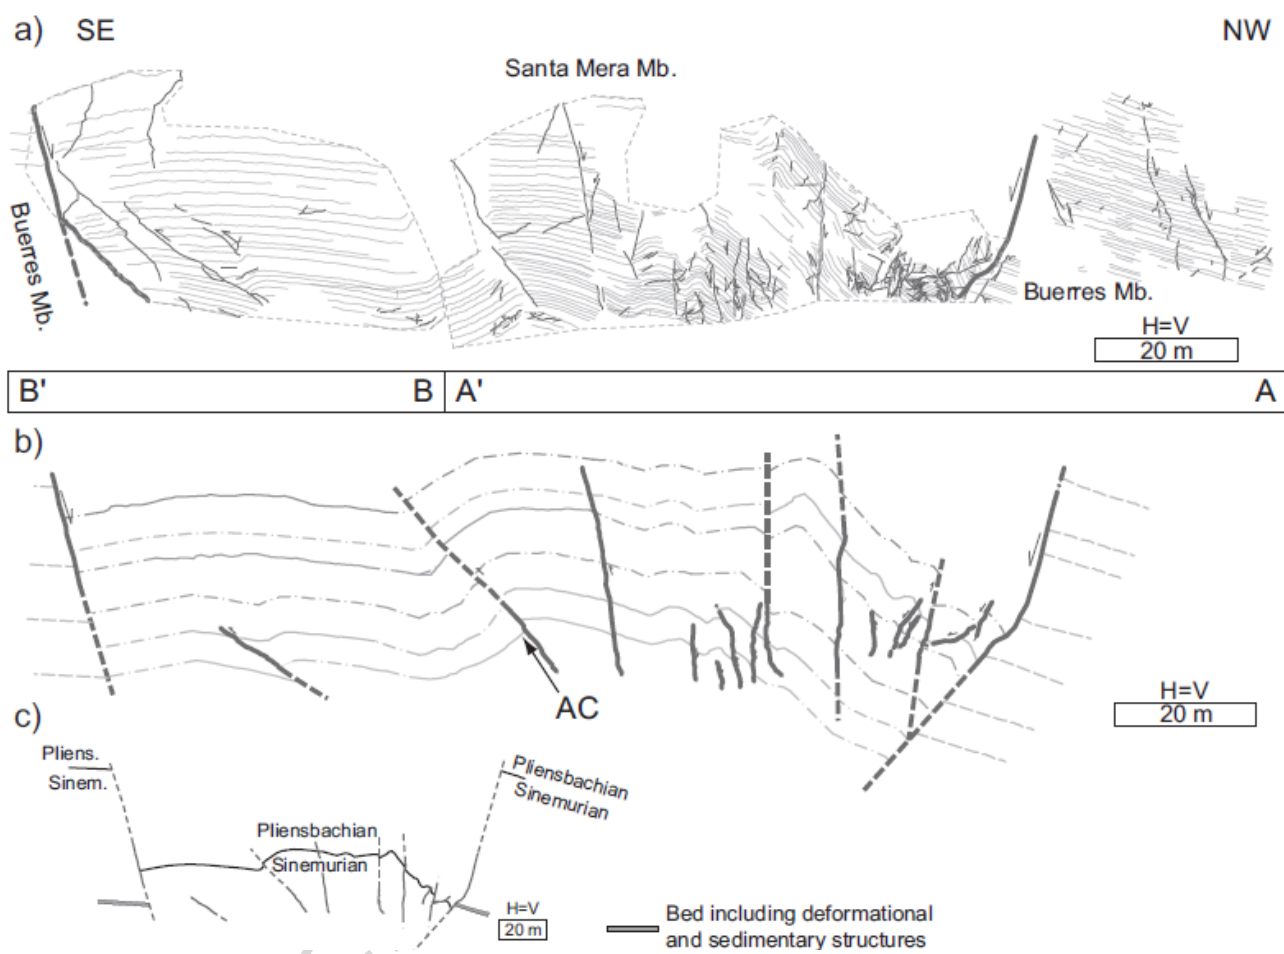 a) SE
NW
Santa Mera Mb.
Buerres Mb.
Buerres Mb.
H=V
20 m
B' B A' A
b)
AC
H=V
20 m
c)
Pliens.
Sinem.
Pliensbachian
Sinemurian
Pliensbachian
Sinemurian
H=V
20 m
Bed including deformational
and sedimentary structures